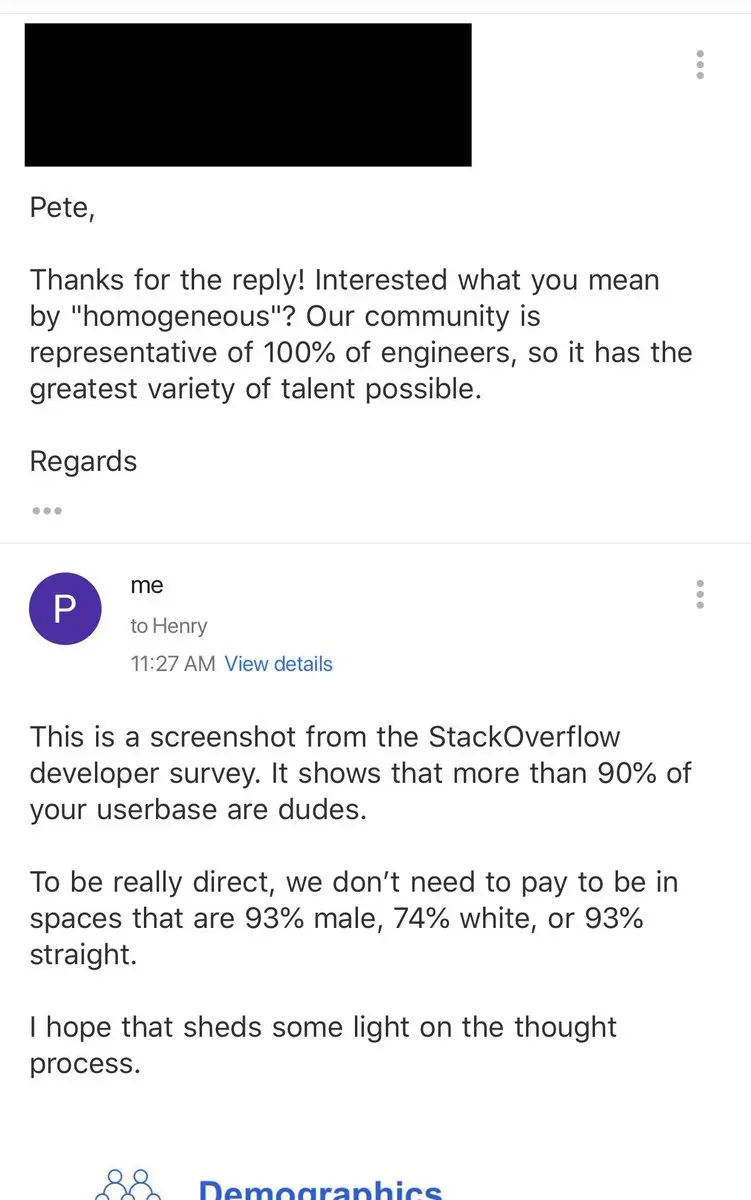 Pete,
Thanks for the reply! Interested what you mean
by "homogeneous"? Our community is
representative of 100% of engineers, so it has the
greatest variety of talent possible.
Regards
P
me
to Henry
11:27 AM View details
This is a screenshot from the StackOverflow
developer survey. It shows that more than 90% of
your userbase are dudes.
To be really direct, we don’t need to pay to be in
spaces that are 93% male, 74% white, or 93%
straight.
I hope that sheds some light on the thought
process.
Demographics